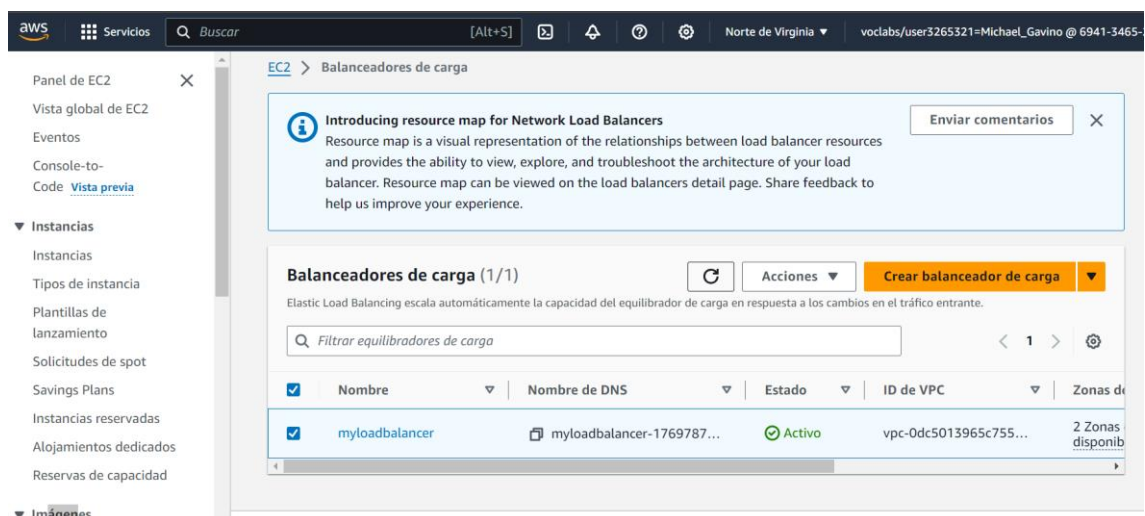 aws Servicios Buscar [Alt+S] Norte de Virginia ▼ voclabs/user3265321=Michael_Gavino @ 6941-3465-
Panel de EC2
Vista global de EC2
Eventos
Console-to-
Code Vista previa
▼ Instancias
Instancias
Tipos de instancia
Plantillas de
lanzamiento
Solicitudes de spot
Savings Plans
Instancias reservadas
Alojamientos dedicados
Reservas de capacidad
▼ Imágenes
EC2 > Balanceadores de carga
Introducing resource map for Network Load Balancers
Resource map is a visual representation of the relationships between load balancer resources
and provides the ability to view, explore, and troubleshoot the architecture of your load
balancer. Resource map can be viewed on the load balancers detail page. Share feedback to
help us improve your experience.
Enviar comentarios
Balanceadores de carga (1/1)
Acciones ▼
Crear balanceador de carga ▼
Elastic Load Balancing escala automáticamente la capacidad del equilibrador de carga en respuesta a los cambios en el tráfico entrante.
Filtrar equilibradores de carga
< 1 >
Nombre Nombre de DNS Estado ID de VPC Zonas de
myloadbalancer myloadbalancer-1769787... Activo vpc-0dc5013965c755... 2 Zonas
disponib